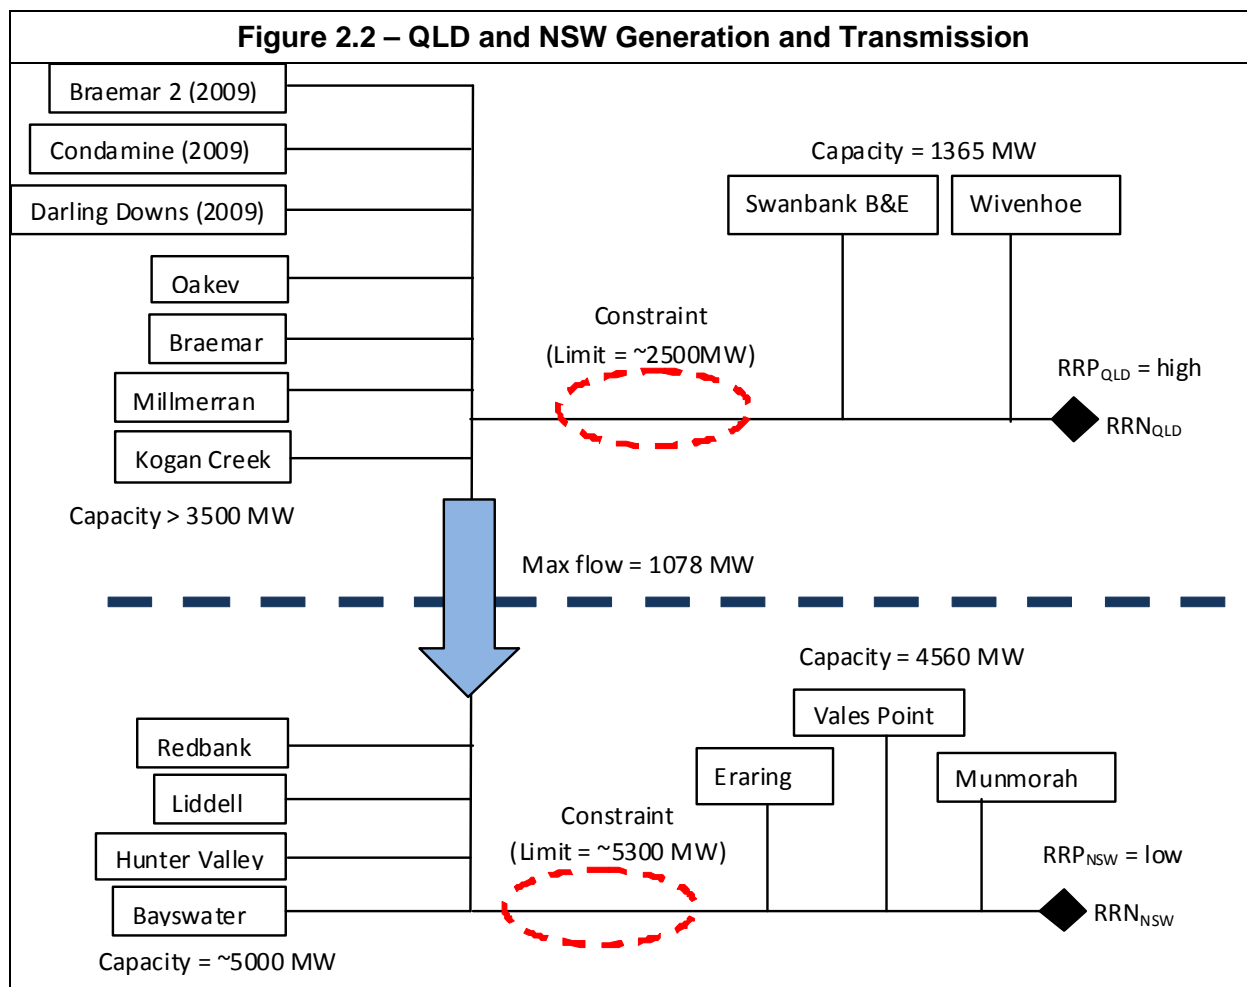 Figure 2.2 – QLD and NSW Generation and Transmission
Braemar 2 (2009)
Condamine (2009)
Darling Downs (2009)
Oakey
Braemar
Millmerran
Kogan Creek
Capacity > 3500 MW
Capacity = 1365 MW
Swanbank B&E
Wivenhoe
Constraint
(Limit = ~2500MW)
RRPQLD = high
RRNQLD
Max flow = 1078 MW
Capacity = 4560 MW
Vales Point
Eraring
Munmorah
Redbank
Liddell
Hunter Valley
Bayswater
Capacity = ~5000 MW
Constraint
(Limit = ~5300 MW)
RRPNSW = low
RRNNSW